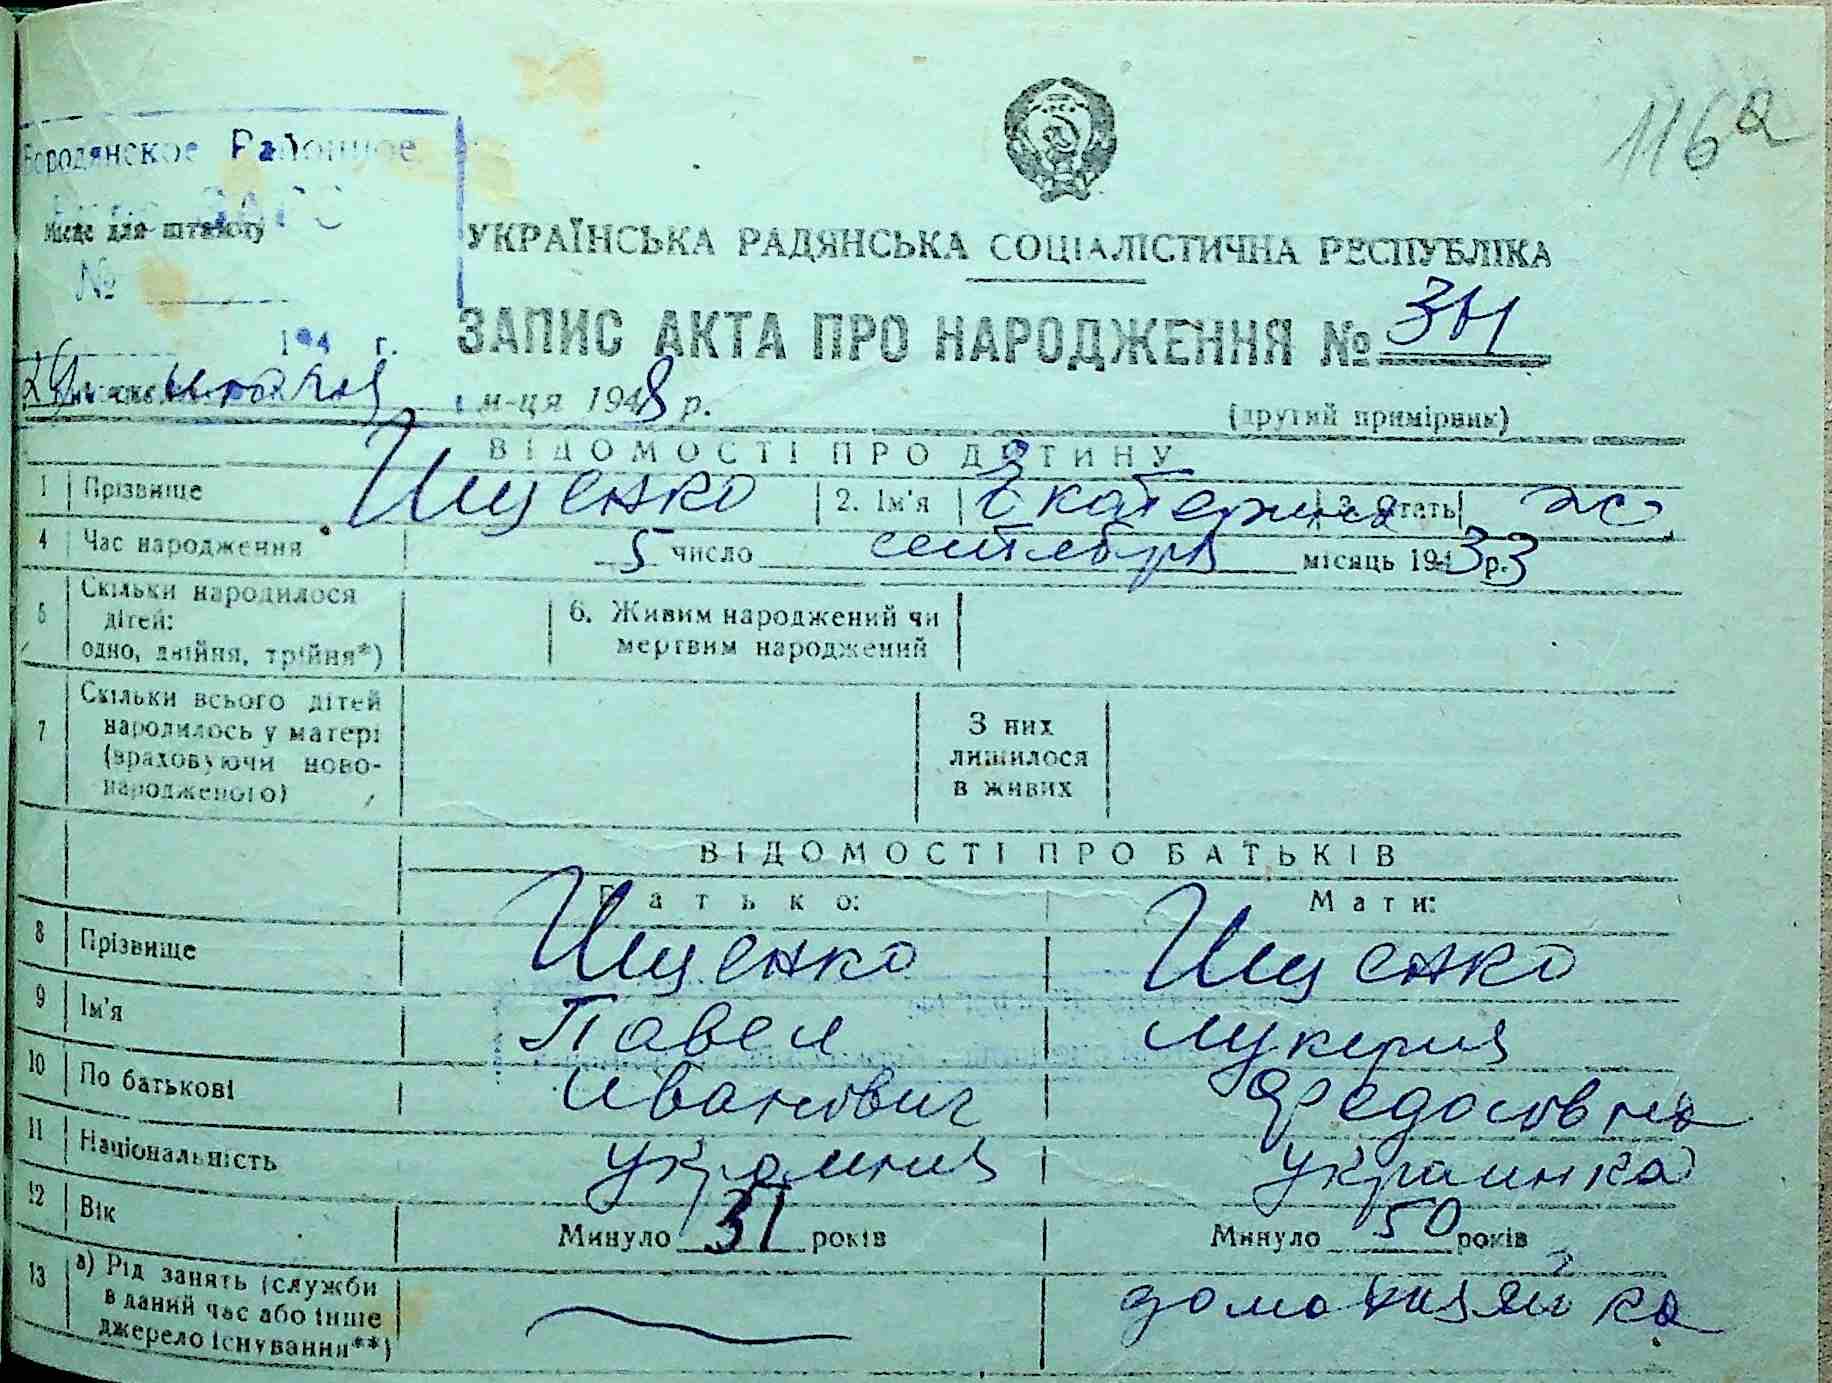 116а
Бородянское Районное
Бюро ЗАГС
Місце для штампу
№
194 г.
УКРАЇНСЬКА РАДЯНСЬКА СОЦІАЛІСТИЧНА РЕСПУБЛІКА
ЗАПИС АКТА ПРО НАРОДЖЕННЯ №
м-ця 1948 р.
(другий примірник)
ВІДОМОСТІ ПРО ДИТИНУ
1 Прізвище Ищенко 2. Ім'я Екатерина 3. Стать ж
4 Час народження 5 число сентября місяць 1943 р. 33
5 Скільки народилося дітей: одно, двійня, трійня*)
6. Живим народжений чи мертвим народжений
7 Скільки всього дітей народилось у матері (враховуючи ново-народженого)
З них лишилося в живих
ВІДОМОСТІ ПРО БАТЬКІВ
Батько: Мати:
8 Прізвище Ищенко Ищенко
9 Ім'я Павел Лукерия
10 По батькові Иванович Федосовна
11 Національність украинец украинка
12 Вік Минуло років Минуло 50 років
13 а) Рід занять (служби в даний час або інше джерело існування**) домохозяйка